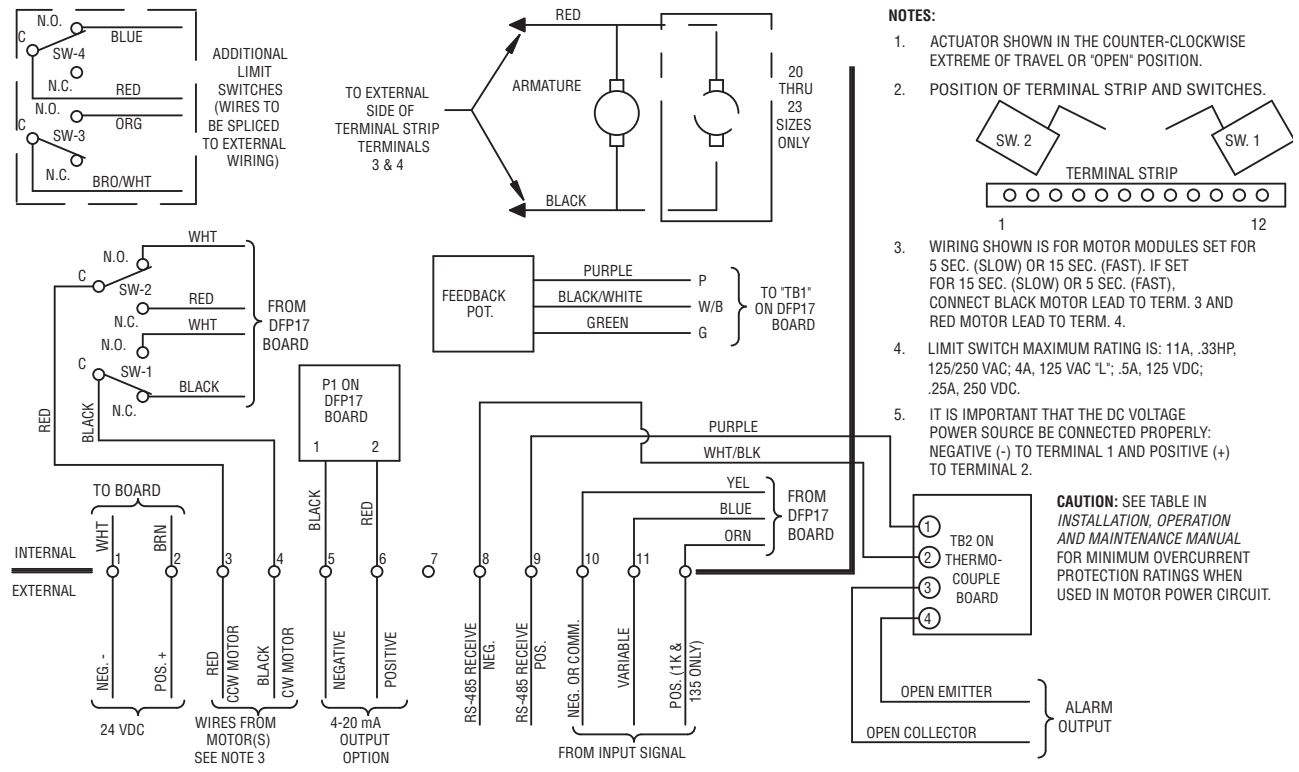 N.O.
C
BLUE
SW-4
N.C.
RED
N.O.
ORG
C
SW-3
N.C.
BRO/WHT
ADDITIONAL
LIMIT
SWITCHES
(WIRES TO
BE SPLICED
TO EXTERNAL
WIRING)
RED
ARMATURE
TO EXTERNAL
SIDE OF
TERMINAL STRIP
TERMINALS
3 & 4
BLACK
20
THRU
23
SIZES
ONLY
NOTES:
1. ACTUATOR SHOWN IN THE COUNTER-CLOCKWISE
EXTREME OF TRAVEL OR "OPEN" POSITION.
2. POSITION OF TERMINAL STRIP AND SWITCHES.
SW. 2
SW. 1
TERMINAL STRIP
1
12
3. WIRING SHOWN IS FOR MOTOR MODULES SET FOR
5 SEC. (SLOW) OR 15 SEC. (FAST). IF SET
FOR 15 SEC. (SLOW) OR 5 SEC. (FAST),
CONNECT BLACK MOTOR LEAD TO TERM. 3 AND
RED MOTOR LEAD TO TERM. 4.
4. LIMIT SWITCH MAXIMUM RATING IS: 11A, .33HP,
125/250 VAC; 4A, 125 VAC "L"; .5A, 125 VDC;
.25A, 250 VDC.
5. IT IS IMPORTANT THAT THE DC VOLTAGE
POWER SOURCE BE CONNECTED PROPERLY:
NEGATIVE (-) TO TERMINAL 1 AND POSITIVE (+)
TO TERMINAL 2.
CAUTION: SEE TABLE IN
INSTALLATION, OPERATION
AND MAINTENANCE MANUAL
FOR MINIMUM OVERCURRENT
PROTECTION RATINGS WHEN
USED IN MOTOR POWER CIRCUIT.
WHT
N.O.
C
SW-2
RED
N.C.
WHT
N.O.
C
SW-1
BLACK
N.C.
FROM
DFP17
BOARD
RED
BLACK
FEEDBACK
POT.
PURPLE
P
BLACK/WHITE
W/B
GREEN
G
TO "TB1"
ON DFP17
BOARD
P1 ON
DFP17
BOARD
1
2
BLACK
RED
PURPLE
WHT/BLK
YEL
BLUE
ORN
FROM
DFP17
BOARD
1
2
3
4
TB2 ON
THERMO-
COUPLE
BOARD
TO BOARD
WHT
BRN
INTERNAL
EXTERNAL
1
2
3
4
5
6
7
8
9
10
11
NEG. -
POS. +
24 VDC
RED
CCW MOTOR
BLACK
CW MOTOR
WIRES FROM
MOTOR(S)
SEE NOTE 3
NEGATIVE
POSITIVE
4-20 mA
OUTPUT
OPTION
RS-485 RECEIVE
NEG.
RS-485 RECEIVE
POS.
NEG. OR COMM.
VARIABLE
POS. (1K &
135 ONLY)
FROM INPUT SIGNAL
OPEN EMITTER
OPEN COLLECTOR
ALARM
OUTPUT